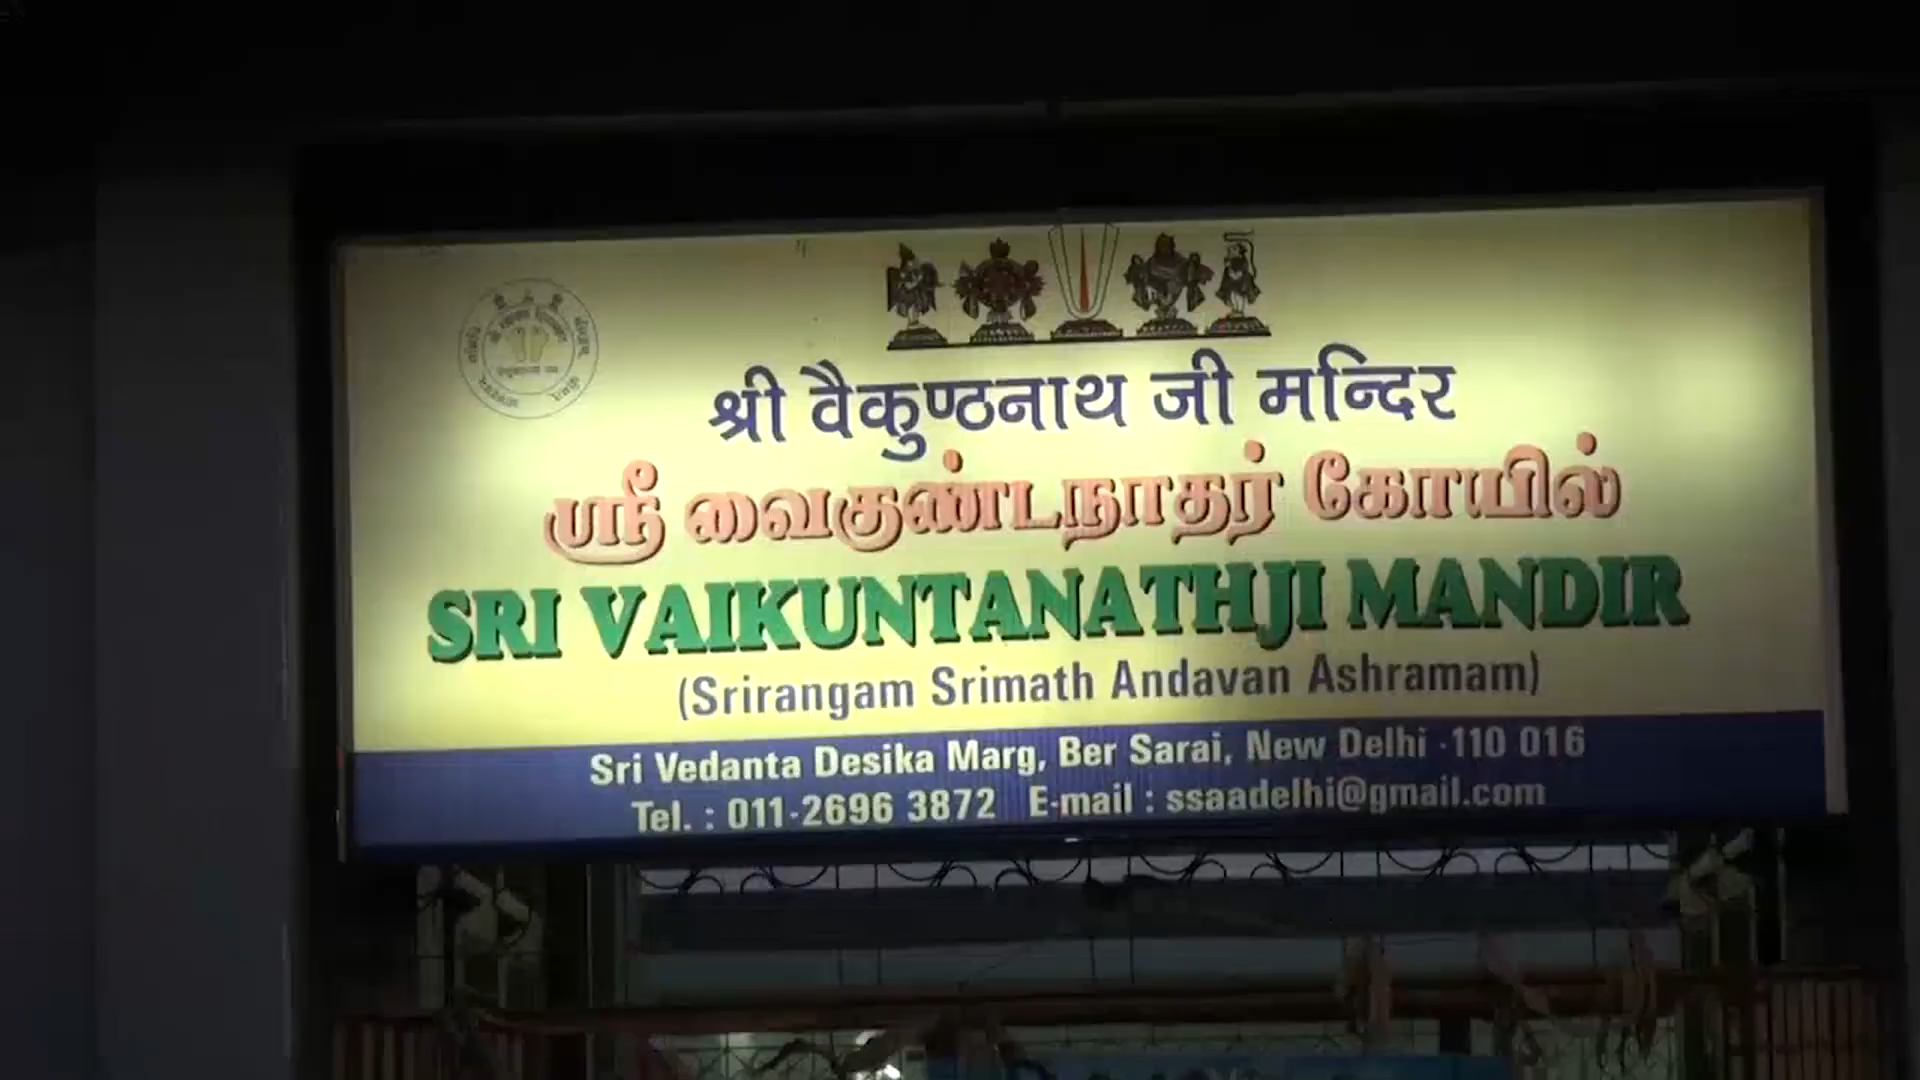 श्री वैकुण्ठनाथ जी मन्दिर
ஸ்ரீ வைகுண்டநாதர் கோயில்
SRI VAIKUNTANATHJI MANDIR
(Srirangam Srimath Andavan Ashramam)
Sri Vedanta Desika Marg, Ber Sarai, New Delhi -110 016
Tel. : 011-2696 3872 E-mail : ssaadelhi@gmail.com